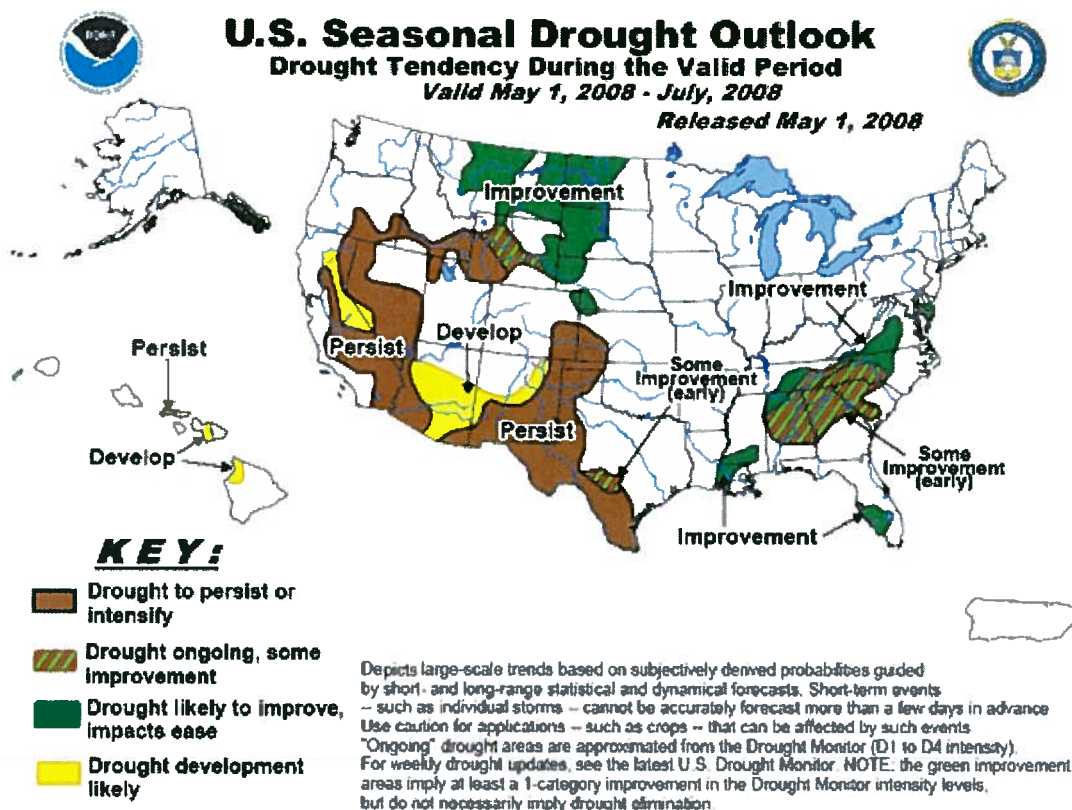 U.S. Seasonal Drought Outlook
Drought Tendency During the Valid Period
Valid May 1, 2008 - July, 2008
Released May 1, 2008
Improvement
Improvement
Develop
Persist
Persist
Some
Improvement
(early)
Persist
Develop
Some
Improvement
(early)
Improvement
KEY:
Drought to persist or
intensify
Drought ongoing, some
improvement
Drought likely to improve,
impacts ease
Drought development
likely
Depicts large-scale trends based on subjectively derived probabilities guided
by short- and long-range statistical and dynamical forecasts. Short-term events
-- such as individual storms -- cannot be accurately forecast more than a few days in advance
Use caution for applications -- such as crops -- that can be affected by such events
"Ongoing" drought areas are approximated from the Drought Monitor (D1 to D4 intensity).
For weekly drought updates, see the latest U.S. Drought Monitor. NOTE: the green improvement
areas imply at least a 1-category improvement in the Drought Monitor intensity levels,
but do not necessarily imply drought elimination.